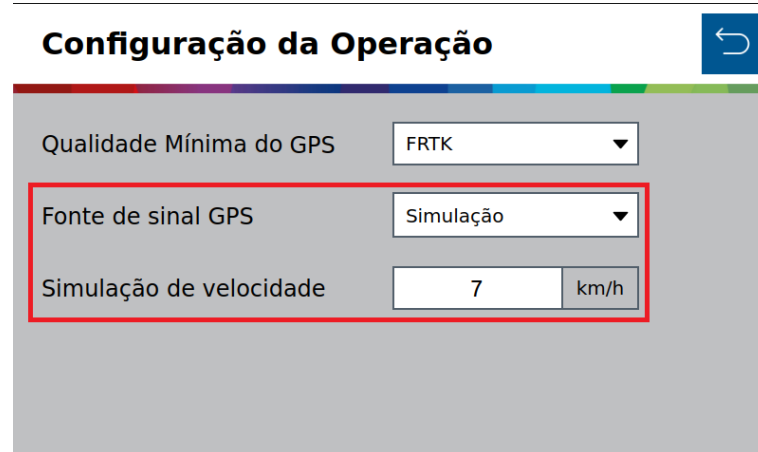 Configuração da Operação
Qualidade Mínima do GPS FRTK
Fonte de sinal GPS Simulação
Simulação de velocidade 7 km/h